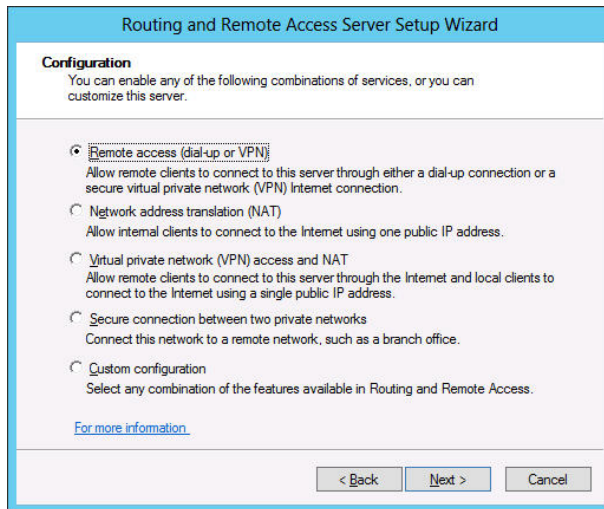 Routing and Remote Access Server Setup Wizard
Configuration
You can enable any of the following combinations of services, or you can
customize this server.
Remote access (dial-up or VPN)
Allow remote clients to connect to this server through either a dial-up connection or a
secure virtual private network (VPN) Internet connection.
Network address translation (NAT)
Allow internal clients to connect to the Internet using one public IP address.
Virtual private network (VPN) access and NAT
Allow remote clients to connect to this server through the Internet and local clients to
connect to the Internet using a single public IP address.
Secure connection between two private networks
Connect this network to a remote network, such as a branch office.
Custom configuration
Select any combination of the features available in Routing and Remote Access.
For more information
< Back Next > Cancel